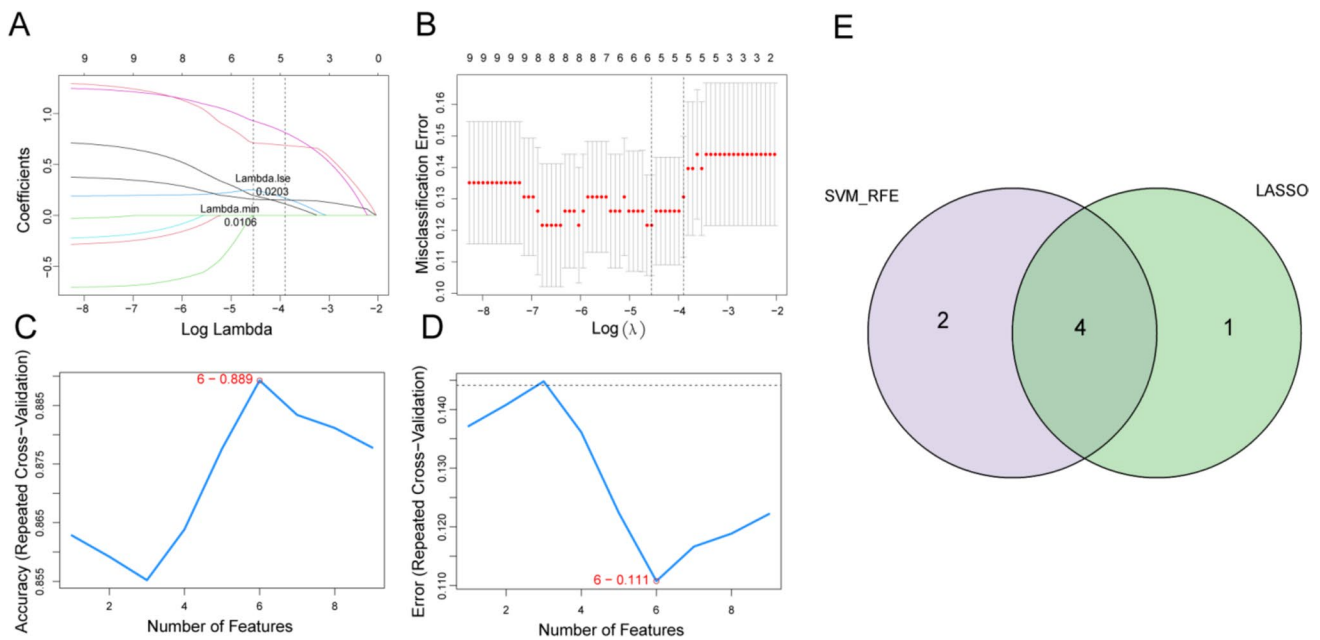 A
9 9 8 6 5 3 0
Coefficients
1.0
0.5
0.0
−0.5
Lambda.lse
0.0203
Lambda.min
0.0106
−8 −7 −6 −5 −4 −3 −2
Log Lambda
B
9 9 9 9 9 8 8 8 8 7 6 6 6 5 5 5 5 3 3 3 2
Misclassification Error
0.16
0.15
0.14
0.13
0.12
0.11
0.10
−8 −7 −6 −5 −4 −3 −2
Log (λ)
C
Accuracy (Repeated Cross−Validation)
0.885
0.875
0.865
0.855
6 − 0.889
2 4 6 8
Number of Features
D
Error (Repeated Cross−Validation)
0.140
0.130
0.120
0.110
6 − 0.111
2 4 6 8
Number of Features
E
SVM_RFE
LASSO
2
4
1